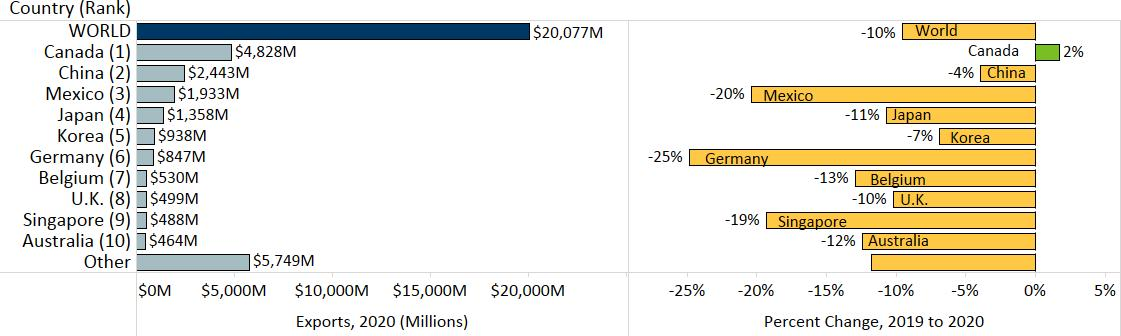 Country (Rank)
WORLD $20,077M -10% World
Canada (1) $4,828M Canada 2%
China (2) $2,443M -4% China
Mexico (3) $1,933M -20% Mexico
Japan (4) $1,358M -11% Japan
Korea (5) $938M -7% Korea
Germany (6) $847M -25% Germany
Belgium (7) $530M -13% Belgium
U.K. (8) $499M -10% U.K.
Singapore (9) $488M -19% Singapore
Australia (10) $464M -12% Australia
Other $5,749M
$0M $5,000M $10,000M $15,000M $20,000M -25% -20% -15% -10% -5% 0% 5%
Exports, 2020 (Millions) Percent Change, 2019 to 2020